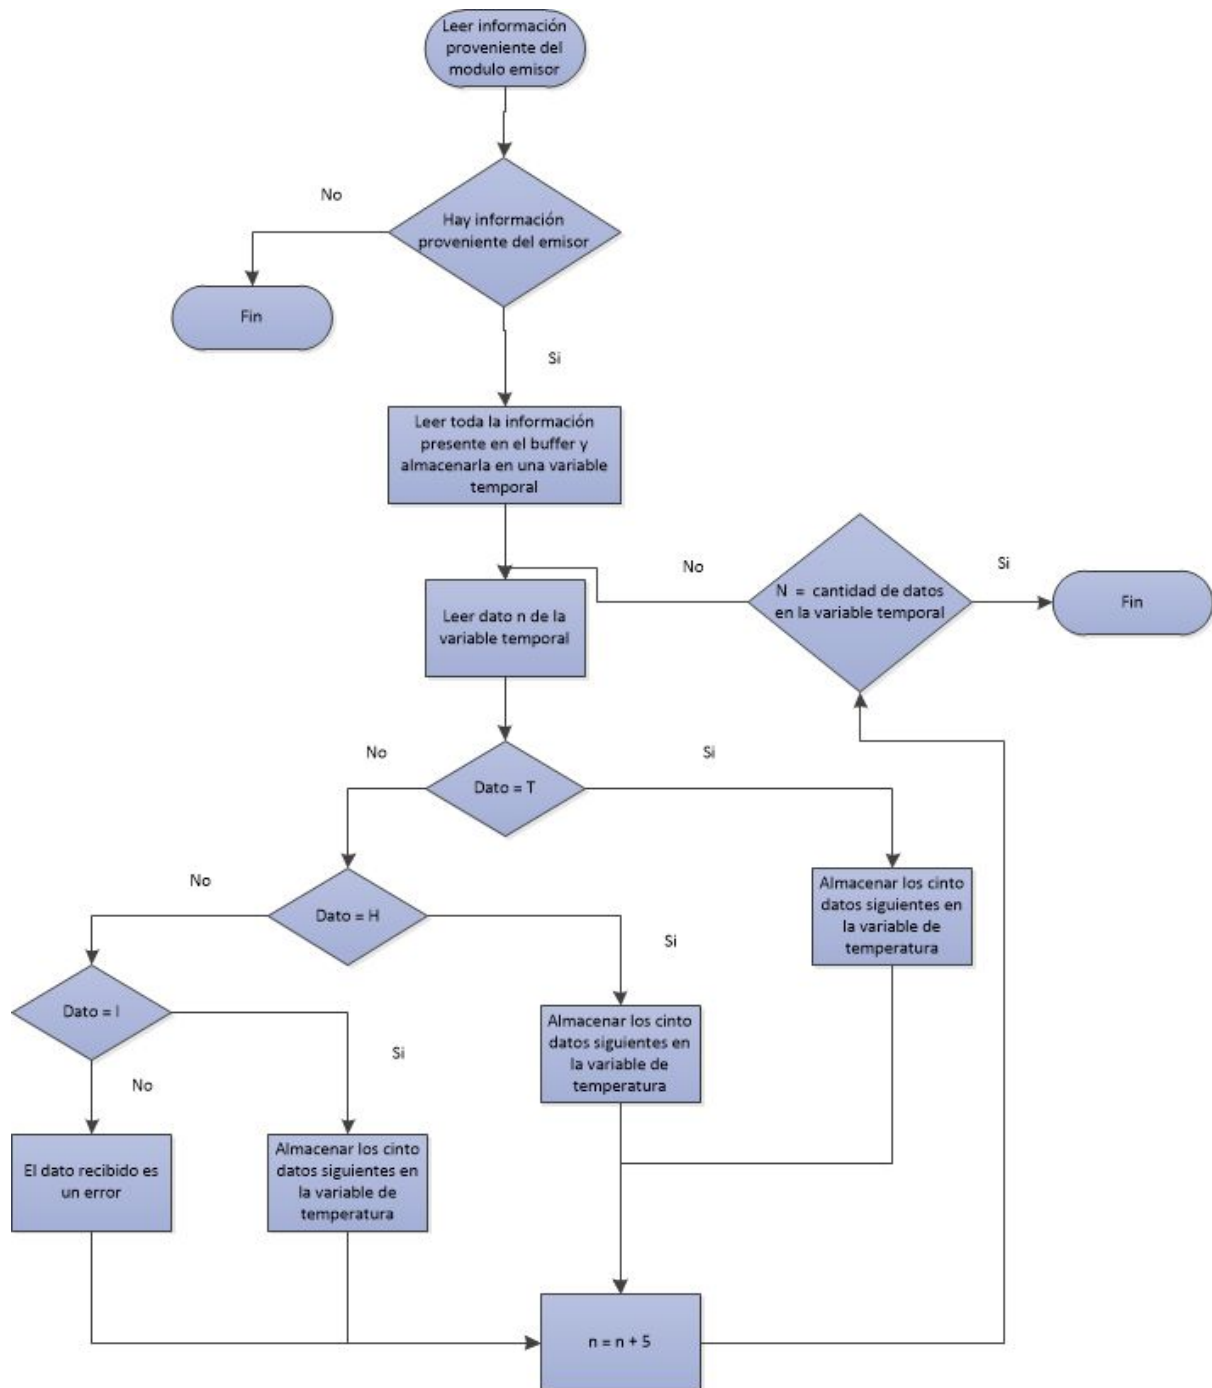 Leer información
proveniente del
modulo emisor
No
Hay información
proveniente del emisor
Fin
Si
Leer toda la información
presente en el buffer y
almacenarla en una variable
temporal
No
N = cantidad de datos
en la variable temporal
Si
Fin
Leer dato n de la
variable temporal
No
Dato = T
Si
No
Dato = H
Si
Almacenar los cinto
datos siguientes en
la variable de
temperatura
Dato = I
Si
No
Almacenar los cinto
datos siguientes en
la variable de
temperatura
El dato recibido es
un error
Almacenar los cinto
datos siguientes en
la variable de
temperatura
n = n + 5